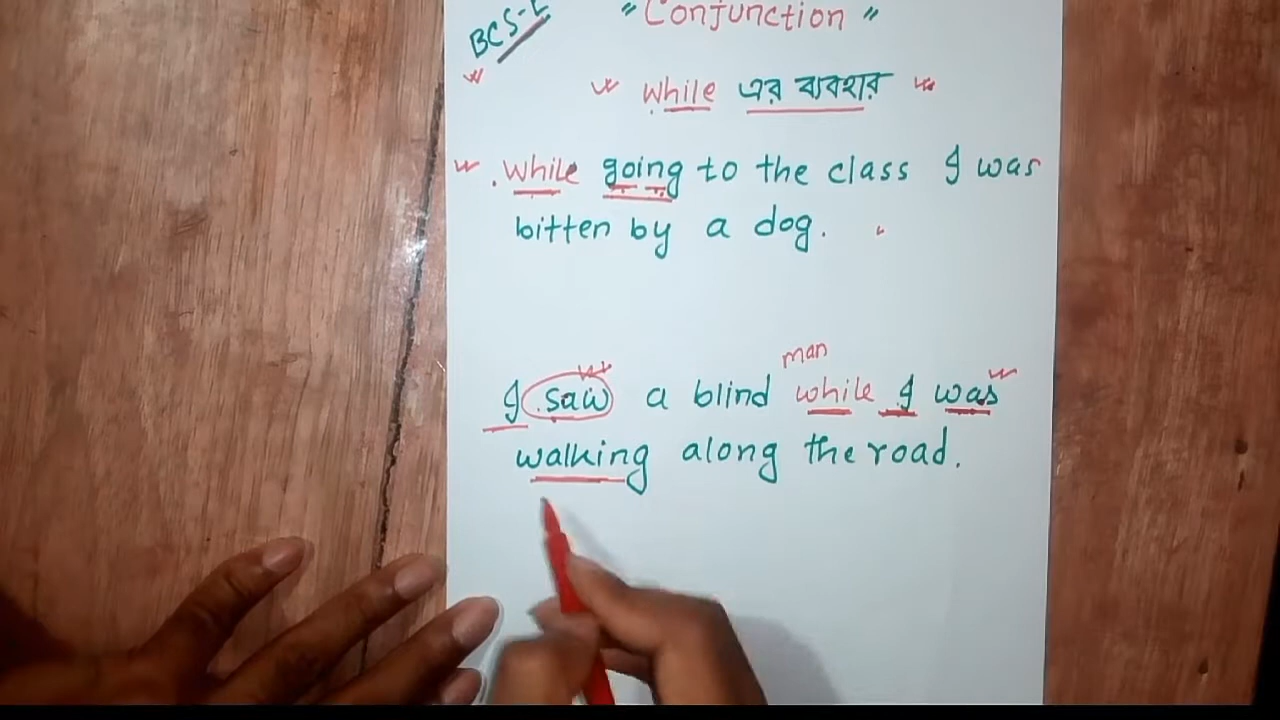 BCS-L
"Conjunction"
while এর ব্যবহার
. while going to the class I was
bitten by a dog.
man
I saw a blind while I was
walking along the road.